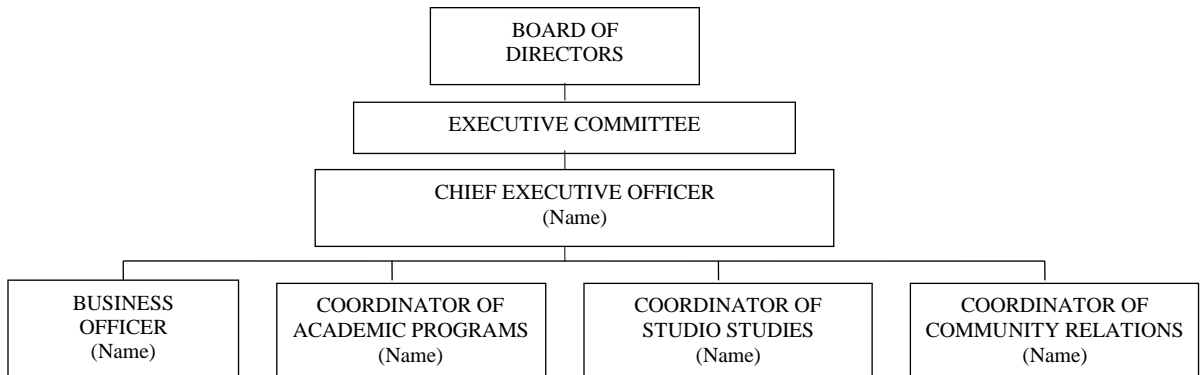 BOARD OF
DIRECTORS
EXECUTIVE COMMITTEE
CHIEF EXECUTIVE OFFICER
(Name)
BUSINESS
OFFICER
(Name)
COORDINATOR OF
ACADEMIC PROGRAMS
(Name)
COORDINATOR OF
STUDIO STUDIES
(Name)
COORDINATOR OF
COMMUNITY RELATIONS
(Name)